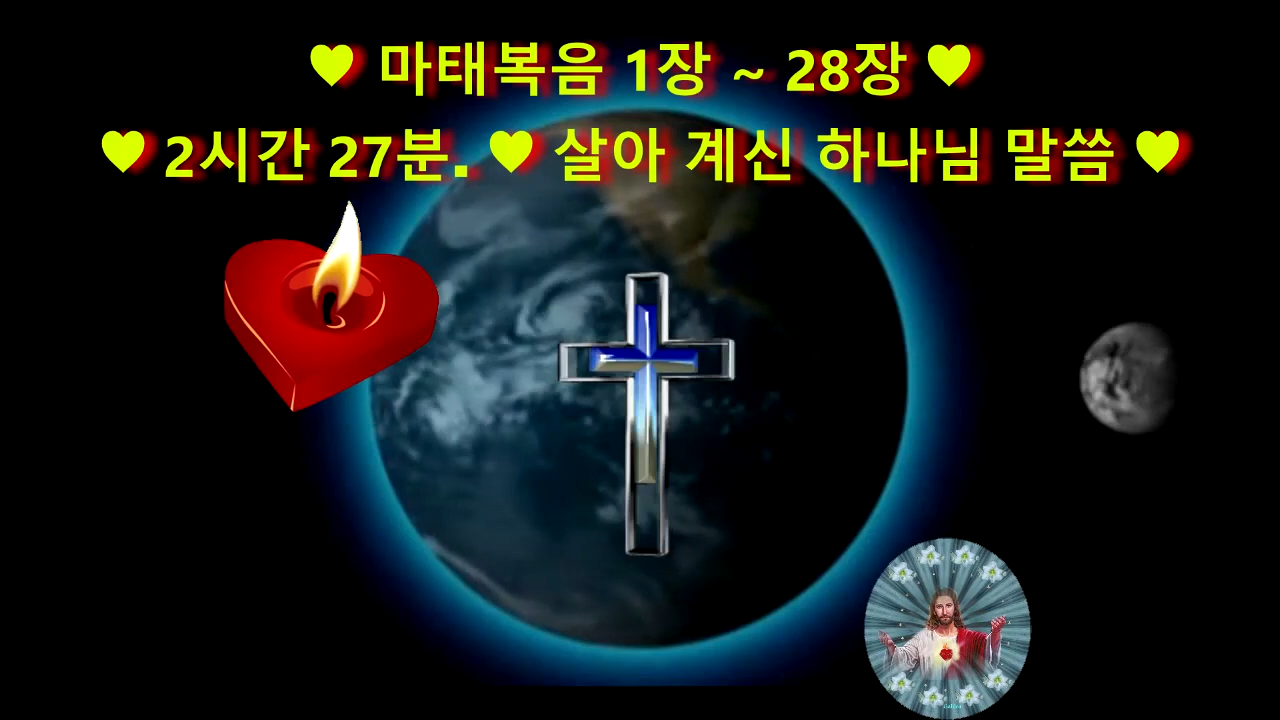 ♥ 마태복음 1장 ~ 28장 ♥
♥ 2시간 27분. ♥ 살아 계신 하나님 말씀 ♥